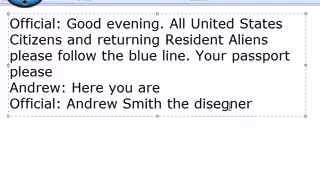 Official: Good evening. All United States
Citizens and returning Resident Aliens
please follow the blue line. Your passport
please
Andrew: Here you are
Official: Andrew Smith the disegner